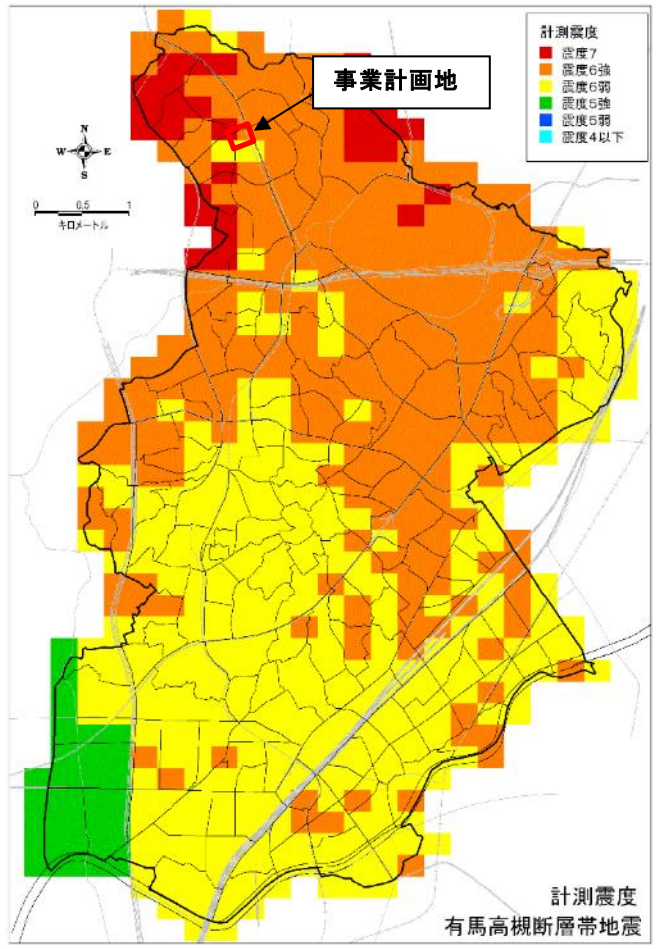 計測震度
震度7
震度6強
震度6弱
震度5強
震度5弱
震度4以下
事業計画地
N
W E
S
0 0.5 1
キロメートル
計測震度
有馬高槻断層帯地震